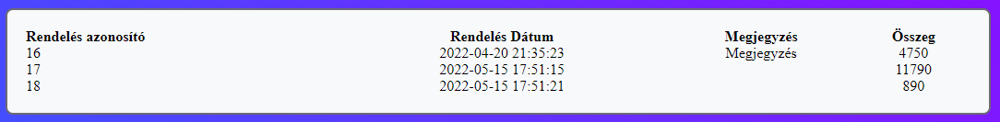 Rendelés azonosító Rendelés Dátum Megjegyzés Összeg
16 2022-04-20 21:35:23 Megjegyzés 4750
17 2022-05-15 17:51:15 11790
18 2022-05-15 17:51:21 890